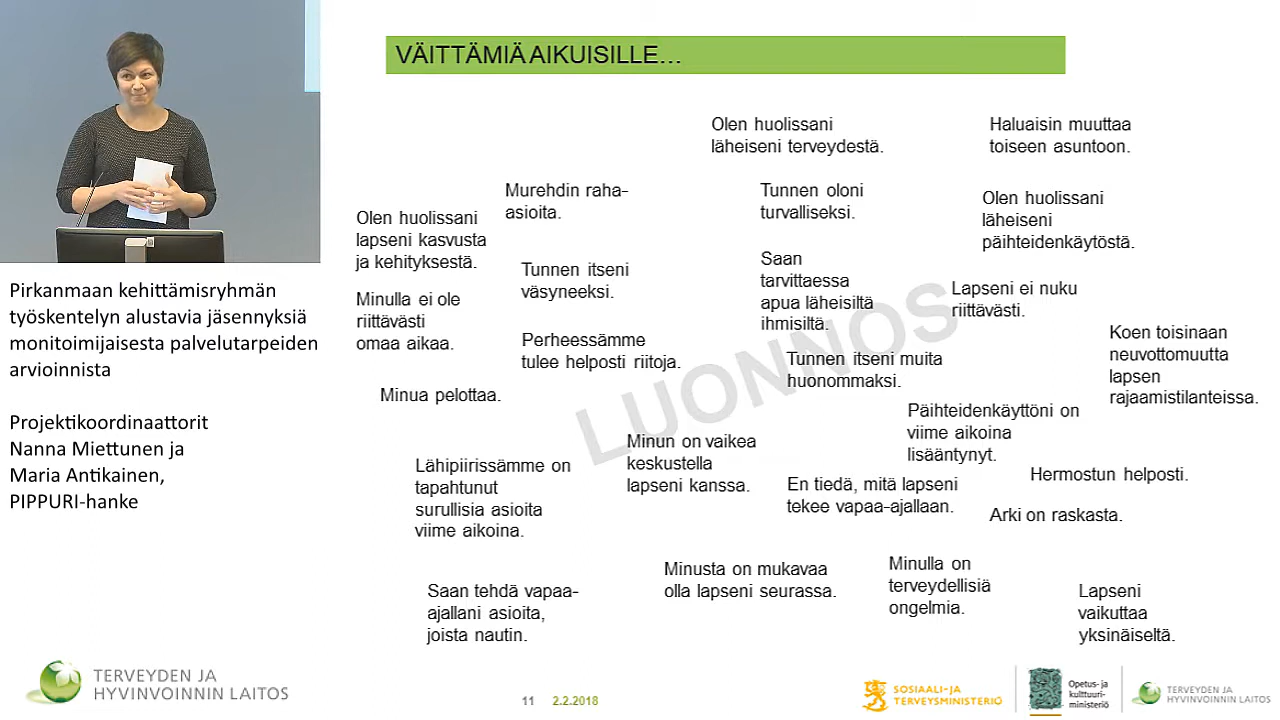 VÄITTÄMIÄ AIKUISILLE…
Olen huolissani
läheiseni terveydestä.
Haluaisin muuttaa
toiseen asuntoon.
Murehdin raha-
asioita.
Tunnen oloni
turvalliseksi.
Olen huolissani
läheiseni
päihteidenkäytöstä.
Olen huolissani
lapseni kasvusta
ja kehityksestä.
Tunnen itseni
väsyneeksi.
Saan
tarvittaessa
apua läheisiltä
ihmisiltä.
Lapseni ei nuku
riittävästi.
Minulla ei ole
riittävästi
omaa aikaa.
Perheessämme
tulee helposti riitoja.
Tunnen itseni muita
huonommaksi.
Koen toisinaan
neuvottomuutta
lapsen
rajaamistilanteissa.
Minua pelottaa.
LUONNOS
Päihteidenkäyttöni on
viime aikoina
lisääntynyt.
Minun on vaikea
keskustella
lapseni kanssa.
Lähipiirissämme on
tapahtunut
surullisia asioita
viime aikoina.
En tiedä, mitä lapseni
tekee vapaa-ajallaan.
Hermostun helposti.
Arki on raskasta.
Minusta on mukavaa
olla lapseni seurassa.
Minulla on
terveydellisiä
ongelmia.
Saan tehdä vapaa-
ajallani asioita,
joista nautin.
Lapseni
vaikuttaa
yksinäiseltä.
Pirkanmaan kehittämisryhmän
työskentelyn alustavia jäsennyksiä
monitoimijaisesta palvelutarpeiden
arvioinnista
Projektikoordinaattorit
Nanna Miettunen ja
Maria Antikainen,
PIPPURI-hanke
TERVEYDEN JA
HYVINVOINNIN LAITOS
11 2.2.2018
SOSIAALI- JA
TERVEYSMINISTERIÖ
Opetus- ja
kulttuuri-
ministeriö
TERVEYDEN JA
HYVINVOINNIN LAITOS